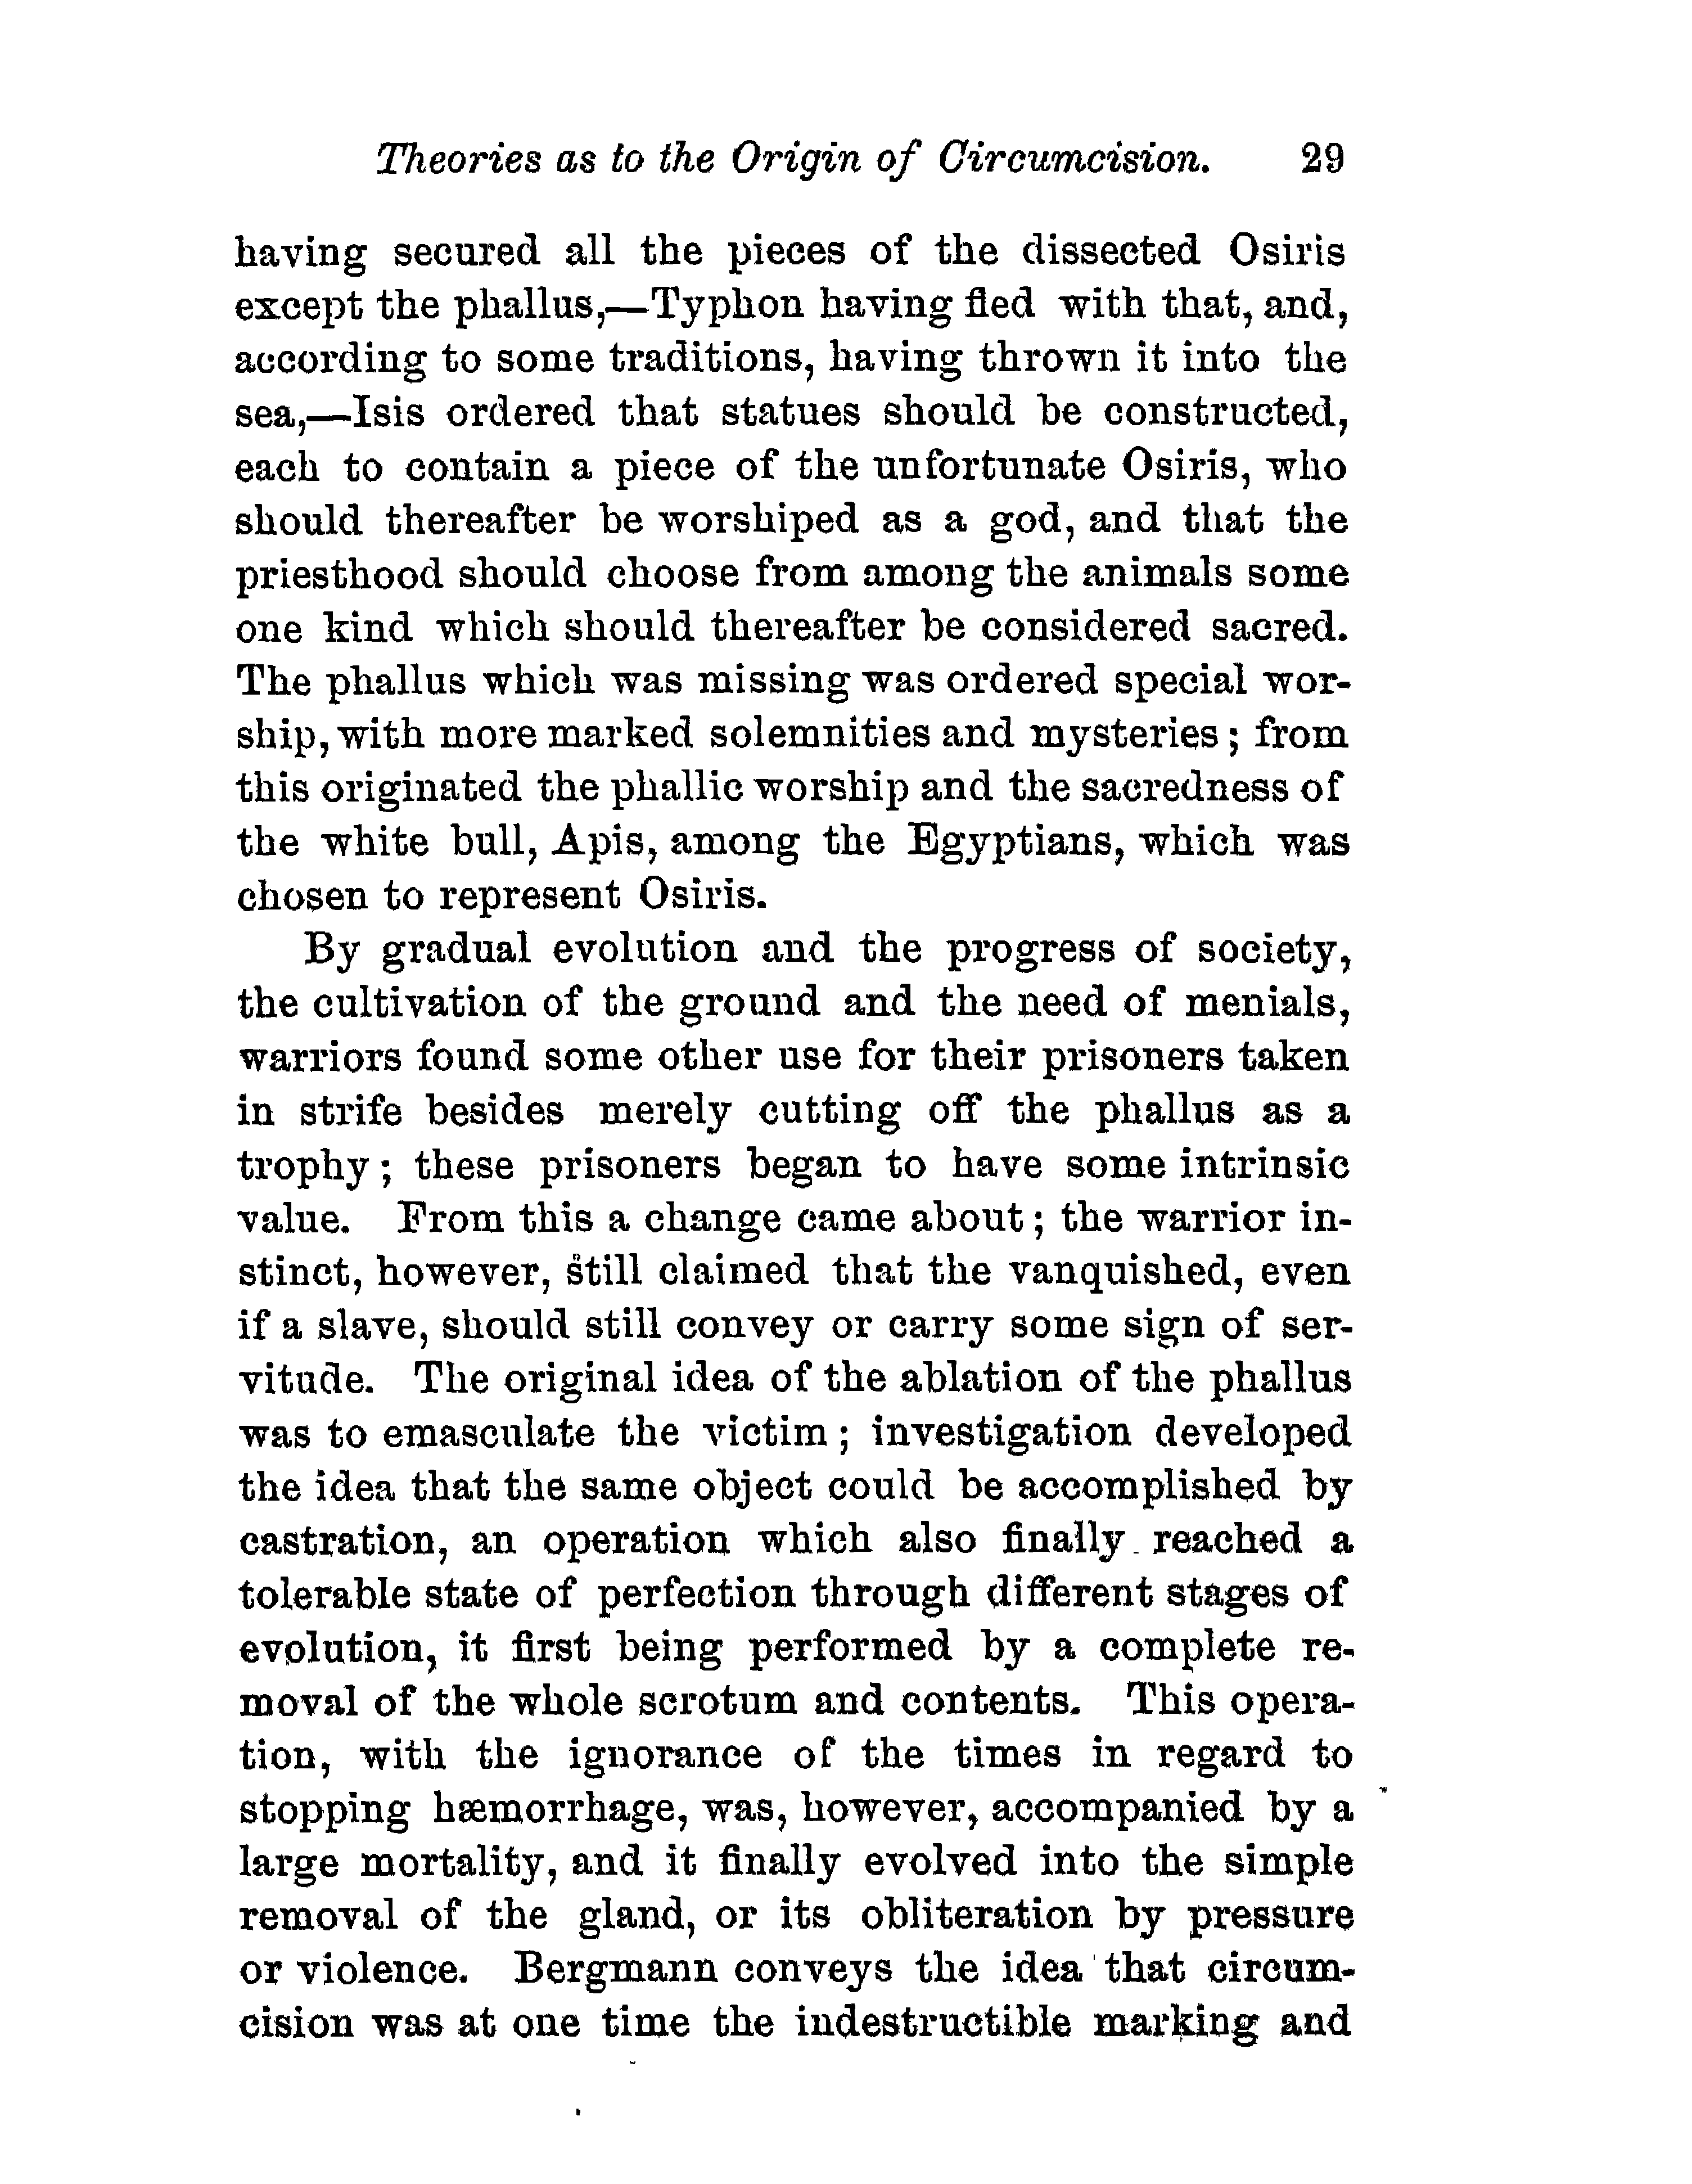 Theories as to the Origin of Circumcision. 29
having secured all the pieces of the dissected Osiris
except the phallus,—Typhon having fled with that, and,
according to some traditions, having thrown it into the
sea,—Isis ordered that statues should be constructed,
each to contain a piece of the unfortunate Osiris, who
should thereafter be worshiped as a god, and that the
priesthood should choose from among the animals some
one kind which should thereafter be considered sacred.
The phallus which was missing was ordered special wor-
ship, with more marked solemnities and mysteries; from
this originated the phallic worship and the sacredness of
the white bull, Apis, among the Egyptians, which was
chosen to represent Osiris.
By gradual evolution and the progress of society,
the cultivation of the ground and the need of menials,
warriors found some other use for their prisoners taken
in strife besides merely cutting off the phallus as a
trophy; these prisoners began to have some intrinsic
value. From this a change came about; the warrior in-
stinct, however, still claimed that the vanquished, even
if a slave, should still convey or carry some sign of ser-
vitude. The original idea of the ablation of the phallus
was to emasculate the victim; investigation developed
the idea that the same object could be accomplished by
castration, an operation which also finally reached a
tolerable state of perfection through different stages of
evolution, it first being performed by a complete re-
moval of the whole scrotum and contents. This opera-
tion, with the ignorance of the times in regard to
stopping hæmorrhage, was, however, accompanied by a
large mortality, and it finally evolved into the simple
removal of the gland, or its obliteration by pressure
or violence. Bergmann conveys the idea that circum-
cision was at one time the indestructible marking and